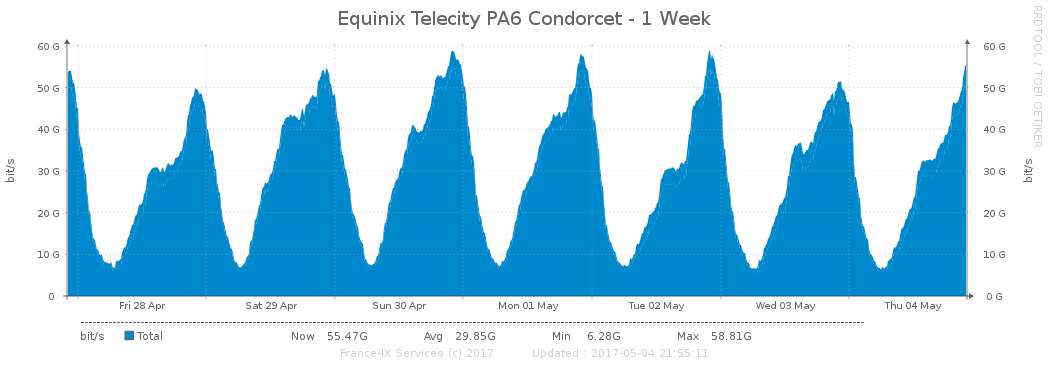 Equinix Telecity PA6 Condorcet - 1 Week
RRDTOOL / TOBI OETIKER
60 G 60 G
50 G 50 G
40 G 40 G
30 G 30 G
20 G 20 G
10 G 10 G
0 0 G
bit/s bit/s
Fri 28 Apr Sat 29 Apr Sun 30 Apr Mon 01 May Tue 02 May Wed 03 May Thu 04 May
bit/s Total Now 55.47G Avg 29.85G Min 6.28G Max 58.81G
France-IX Services (c) 2017 Updated : 2017-05-04 21:55:11